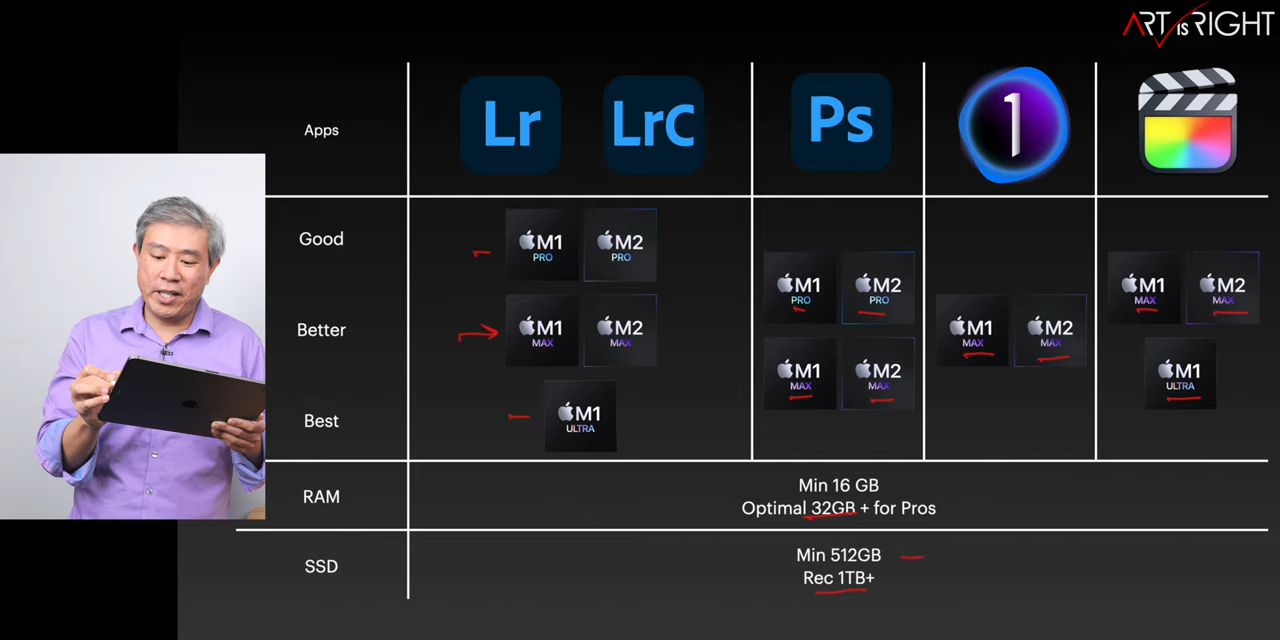 ART IS RIGHT
Apps
Lr
LrC
Ps
1
Good
M1
PRO
M2
PRO
Better
M1
MAX
M2
MAX
Best
M1
ULTRA
M1
PRO
M2
PRO
M1
MAX
M2
MAX
M1
MAX
M2
MAX
M1
MAX
M2
MAX
M1
ULTRA
RAM
Min 16 GB
Optimal 32GB + for Pros
SSD
Min 512GB
Rec 1TB+